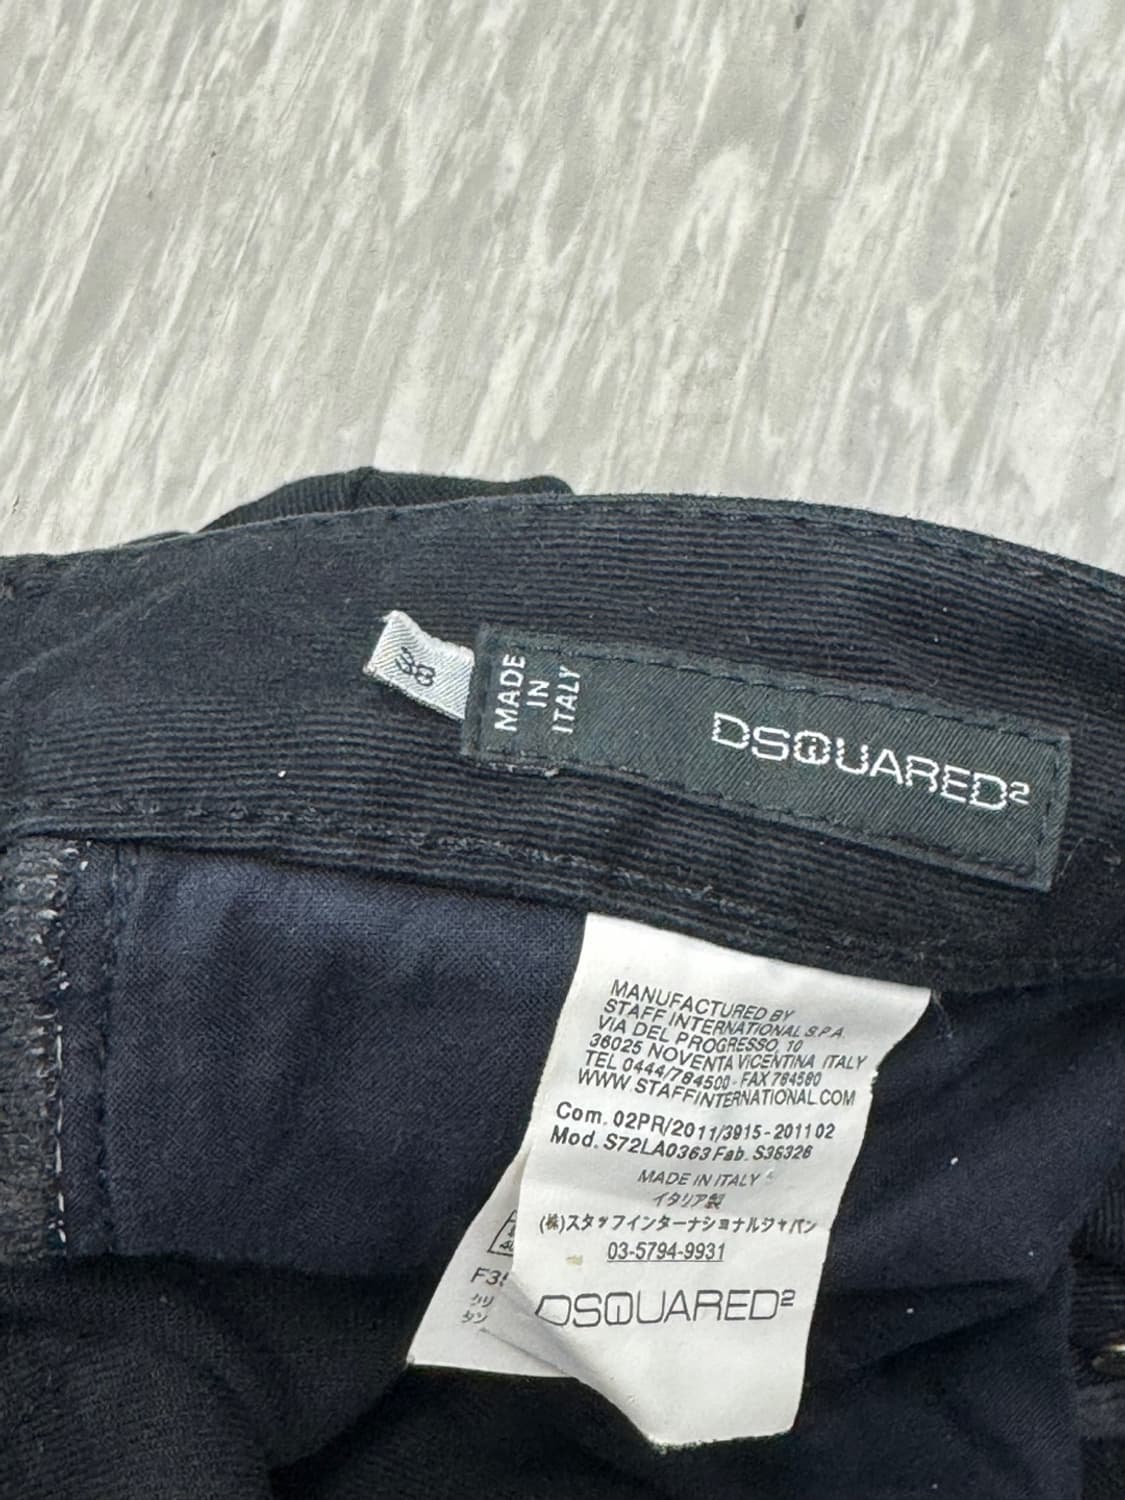 38
MADE
IN
ITALY
DSQUARED2
MANUFACTURED BY
STAFF INTERNATIONAL S.P.A.
VIA DEL PROGRESSO, 10
36025 NOVENTA VICENTINA ITALY
TEL 0444/784500 - FAX 784580
WWW STAFFINTERNATIONAL.COM
Com. 02PR/2011/3915-201102
Mod. S72LA0363 Fab. S36326
MADE IN ITALY
イタリア製
(株)スタッフインターナショナルジャパン
03-5794-9931
DSQUARED2